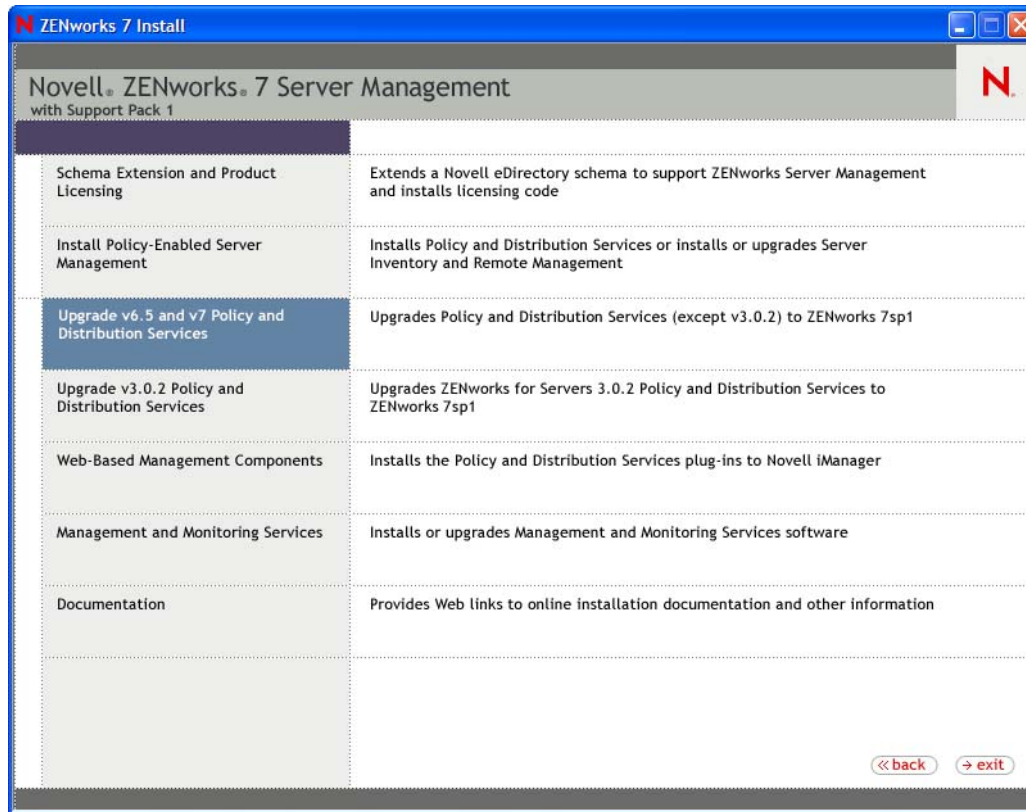 N ZENworks 7 Install
Novell® ZENworks® 7 Server Management
with Support Pack 1
N®
Schema Extension and Product
Licensing
Extends a Novell eDirectory schema to support ZENworks Server Management
and installs licensing code
Install Policy-Enabled Server
Management
Installs Policy and Distribution Services or installs or upgrades Server
Inventory and Remote Management
Upgrade v6.5 and v7 Policy and
Distribution Services
Upgrades Policy and Distribution Services (except v3.0.2) to ZENworks 7sp1
Upgrade v3.0.2 Policy and
Distribution Services
Upgrades ZENworks for Servers 3.0.2 Policy and Distribution Services to
ZENworks 7sp1
Web-Based Management Components
Installs the Policy and Distribution Services plug-ins to Novell iManager
Management and Monitoring Services
Installs or upgrades Management and Monitoring Services software
Documentation
Provides Web links to online installation documentation and other information
« back
→ exit